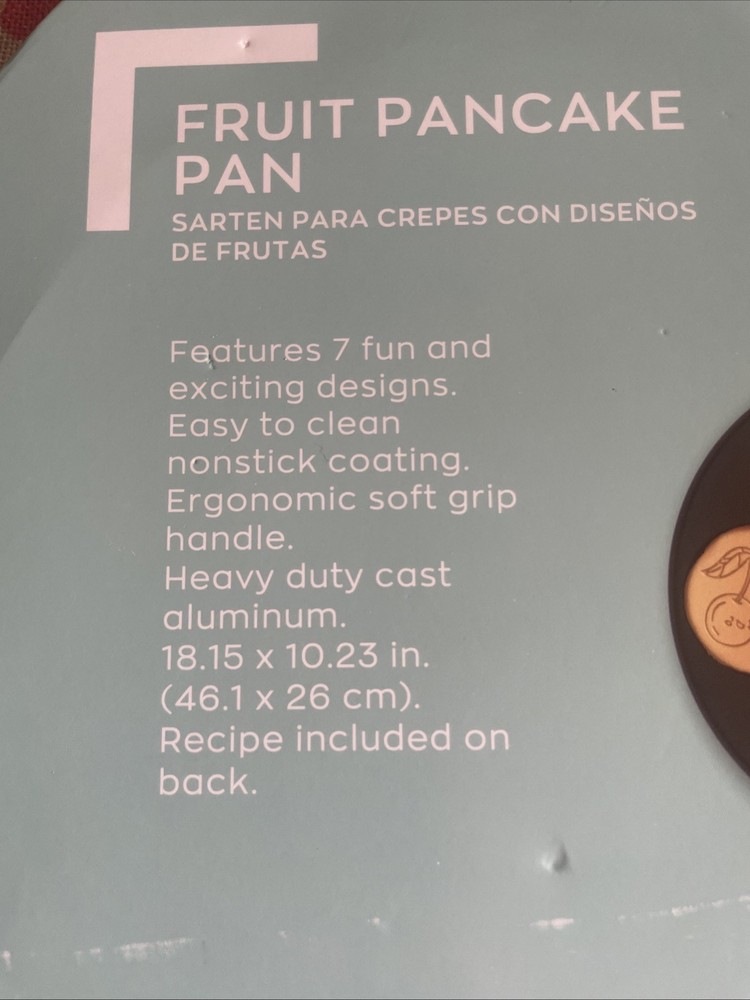 FRUIT PANCAKE
PAN
SARTEN PARA CREPES CON DISEÑOS
DE FRUTAS
Features 7 fun and
exciting designs.
Easy to clean
nonstick coating.
Ergonomic soft grip
handle.
Heavy duty cast
aluminum.
18.15 x 10.23 in.
(46.1 x 26 cm).
Recipe included on
back.